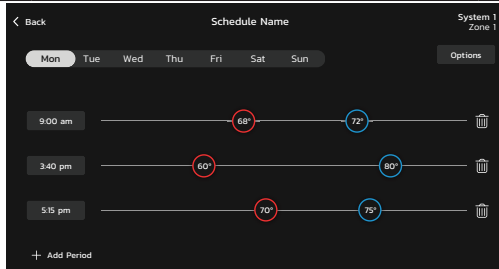 Back
Schedule Name
System 1
Zone 1
Mon Tue Wed Thu Fri Sat Sun
Options
9:00 am 68° 72°
3:40 pm 60° 80°
5:15 pm 70° 75°
+ Add Period